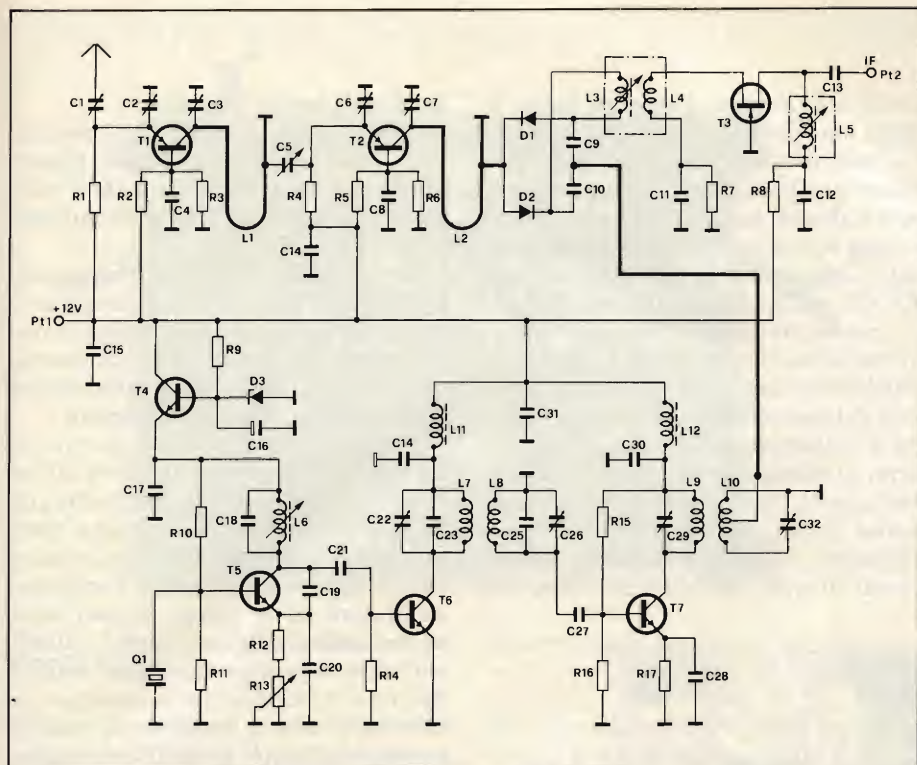 IF
C1 C2 C3 C6 C7 L3 L4 C13 Pt2
T1 T2 D1 T3
C5 C9 L5
R1 R2 C4 R3 R4 R5 C8 R6 D2 C10 C11 R7 R8 C12
L1 C14 L2
+12V
Pt1
C15 R9
T4 D3 C31
C16 L11 L12
C14 C30
C17 L7 L8 L9 L10
C18 L6 C22 C23 C25 C26 R15 C29 C32
R10 C21
T5 C19 T6 C27 T7
R12
Q1 R11 R13 C20 R14 R16 R17 C28